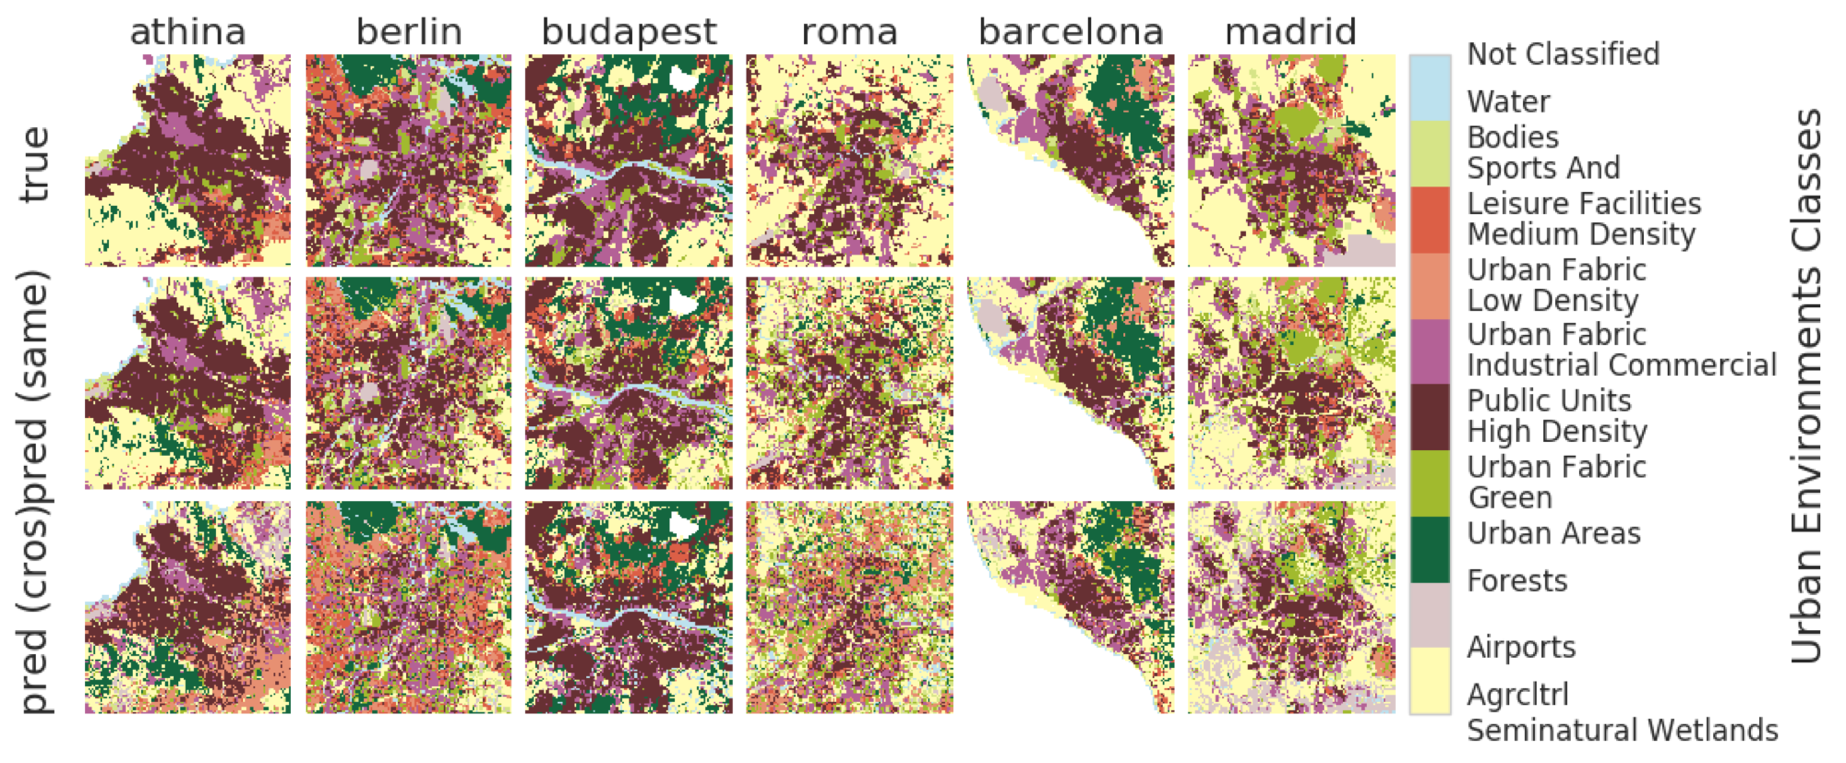 athina berlin budapest roma barcelona madrid
true
pred (same)
pred (cros)
Not Classified
Water
Bodies
Sports And
Leisure Facilities
Medium Density
Urban Fabric
Low Density
Urban Fabric
Industrial Commercial
Public Units
High Density
Urban Fabric
Green
Urban Areas
Forests
Airports
Agrcltrl
Seminatural Wetlands
Urban Environments Classes